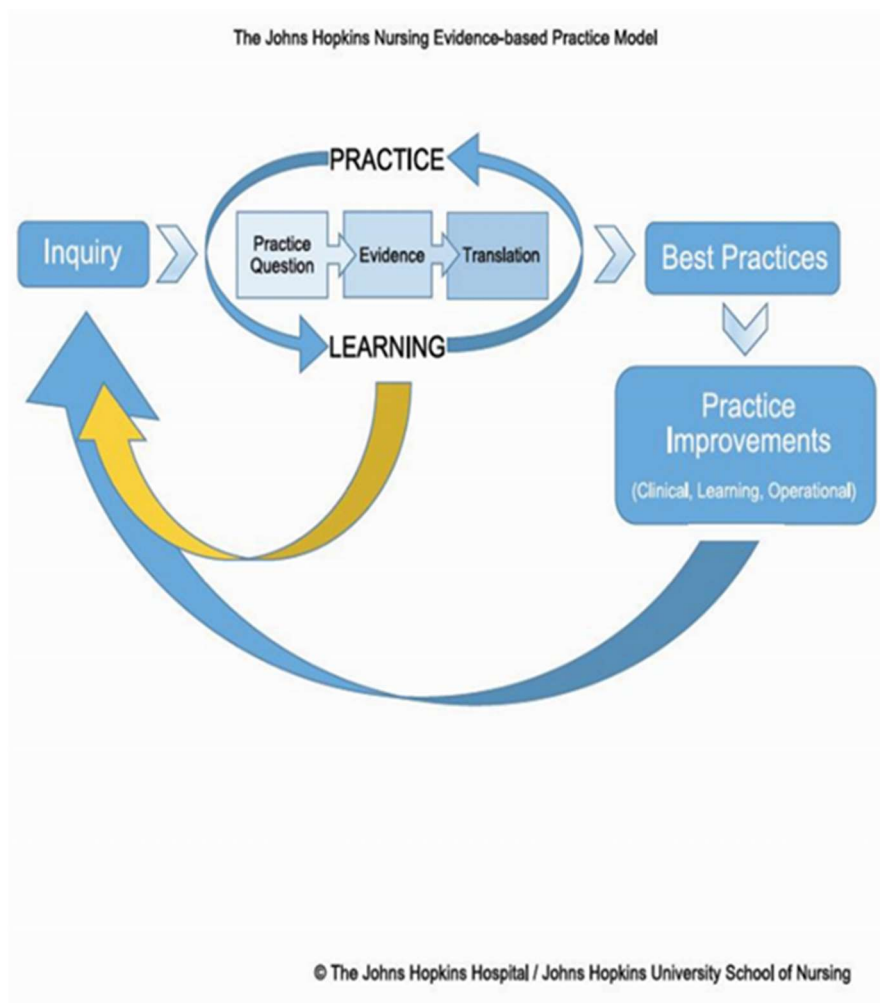 The Johns Hopkins Nursing Evidence-based Practice Model
PRACTICE
Inquiry
Practice
Question
Evidence
Translation
LEARNING
Best Practices
Practice
Improvements
(Clinical, Learning, Operational)
© The Johns Hopkins Hospital / Johns Hopkins University School of Nursing